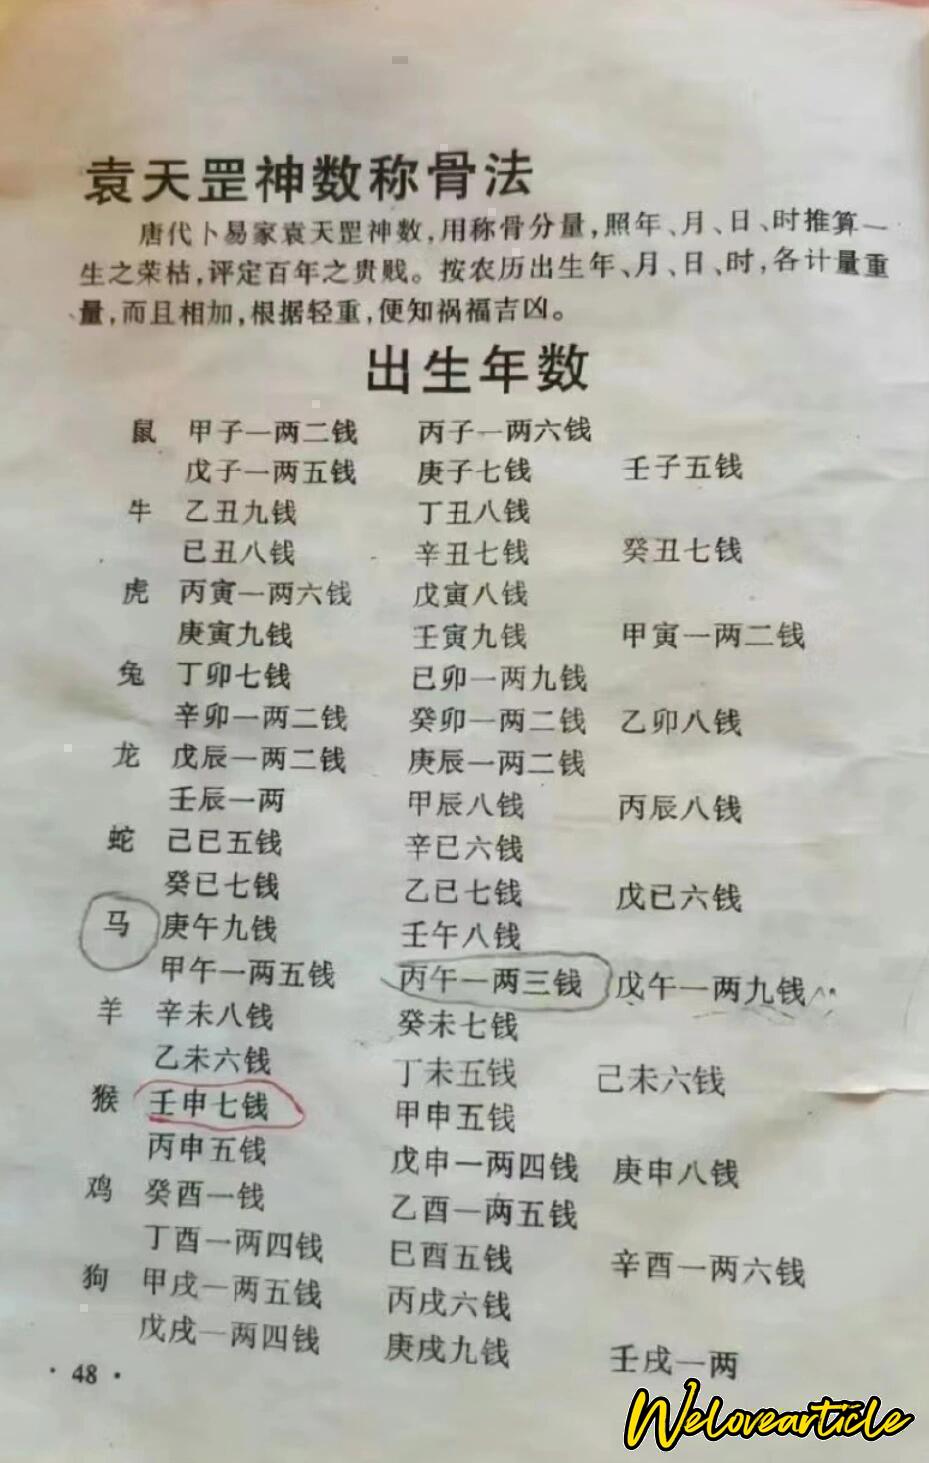 袁天罡神数称骨法
唐代卜易家袁天罡神数,用称骨分量,照年、月、日、时推算一
生之荣枯,评定百年之贵贱。按农历出生年、月、日、时,各计量重
量,而且相加,根据轻重,便知祸福吉凶。
出生年数
鼠 甲子一两二钱 丙子一两六钱
戊子一两五钱 庚子七钱 壬子五钱
牛 乙丑九钱 丁丑八钱
已丑八钱 辛丑七钱 癸丑七钱
虎 丙寅一两六钱 戊寅八钱
庚寅九钱 壬寅九钱 甲寅一两二钱
兔 丁卯七钱 已卯一两九钱
辛卯一两二钱 癸卯一两二钱 乙卯八钱
龙 戊辰一两二钱 庚辰一两二钱
壬辰一两 甲辰八钱 丙辰八钱
蛇 己巳五钱 辛巳六钱
癸巳七钱 乙巳七钱 戊巳六钱
马 庚午九钱 壬午八钱
甲午一两五钱 丙午一两三钱 戊午一两九钱
羊 辛未八钱 癸未七钱
乙未六钱 丁未五钱 己未六钱
猴 壬申七钱 甲申五钱
丙申五钱 戊申一两四钱 庚申八钱
鸡 癸酉一钱 乙酉一两五钱
丁酉一两四钱 巳酉五钱 辛酉一两六钱
狗 甲戌一两五钱 丙戌六钱
戊戌一两四钱 庚戌九钱 壬戌一两
· 48 ·
Welovearticle